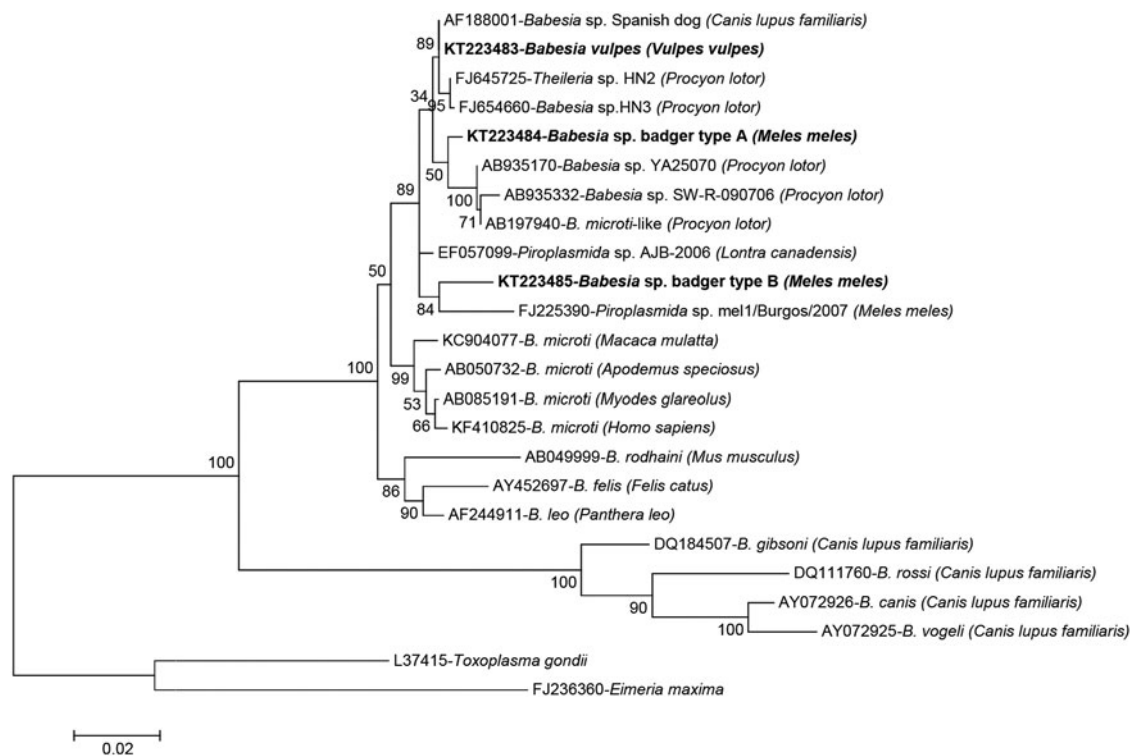 AF188001-Babesia sp. Spanish dog (Canis lupus familiaris)
89
KT223483-Babesia vulpes (Vulpes vulpes)
FJ645725-Theileria sp. HN2 (Procyon lotor)
34
95
FJ654660-Babesia sp.HN3 (Procyon lotor)
KT223484-Babesia sp. badger type A (Meles meles)
AB935170-Babesia sp. YA25070 (Procyon lotor)
50
89
100
AB935332-Babesia sp. SW-R-090706 (Procyon lotor)
71
AB197940-B. microti-like (Procyon lotor)
EF057099-Piroplasmida sp. AJB-2006 (Lontra canadensis)
50
KT223485-Babesia sp. badger type B (Meles meles)
84
FJ225390-Piroplasmida sp. mel1/Burgos/2007 (Meles meles)
KC904077-B. microti (Macaca mulatta)
100
99
AB050732-B. microti (Apodemus speciosus)
53
AB085191-B. microti (Myodes glareolus)
66
KF410825-B. microti (Homo sapiens)
AB049999-B. rodhaini (Mus musculus)
100
86
AY452697-B. felis (Felis catus)
90
AF244911-B. leo (Panthera leo)
DQ184507-B. gibsoni (Canis lupus familiaris)
100
DQ111760-B. rossi (Canis lupus familiaris)
90
AY072926-B. canis (Canis lupus familiaris)
100
AY072925-B. vogeli (Canis lupus familiaris)
L37415-Toxoplasma gondii
FJ236360-Eimeria maxima
0.02